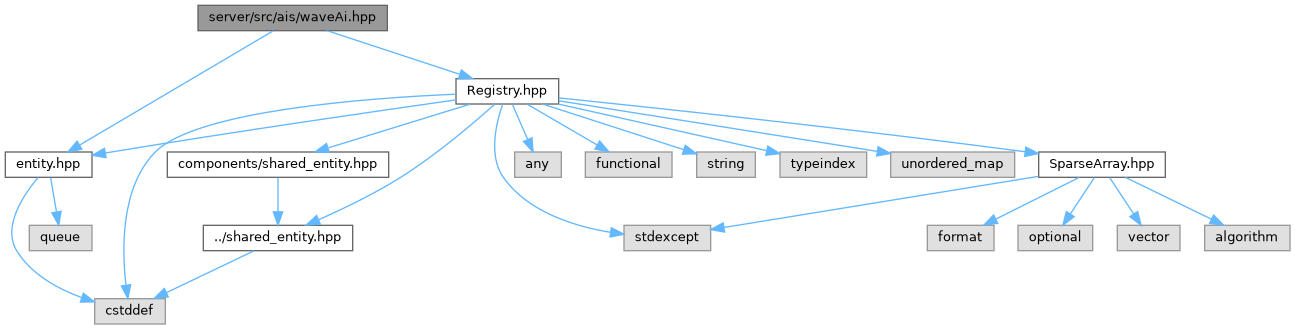 server/src/ais/waveAi.hpp
Registry.hpp
entity.hpp
components/shared_entity.hpp
any
functional
string
typeindex
unordered_map
SparseArray.hpp
queue
../shared_entity.hpp
stdexcept
format
optional
vector
algorithm
cstddef